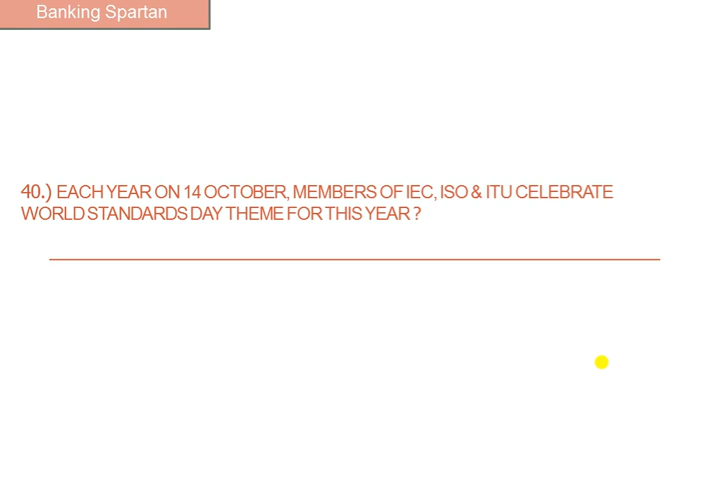 Banking Spartan
40.) EACH YEAR ON 14 OCTOBER, MEMBERS OF IEC, ISO & ITU CELEBRATE
WORLD STANDARDS DAY THEME FOR THIS YEAR ?